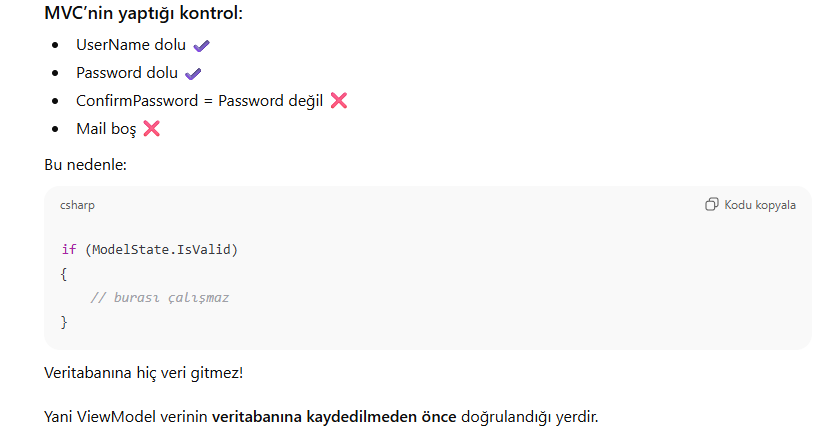 MVC’nin yaptığı kontrol:
• UserName dolu ✔
• Password dolu ✔
• ConfirmPassword = Password değil ❌
• Mail boş ❌
Bu nedenle:
csharp
Kodu kopyala
if (ModelState.IsValid)
{
// burası çalışmaz
}
Veritabanına hiç veri gitmez!
Yani ViewModel verinin veritabanına kaydedilmeden önce doğrulandığı yerdir.